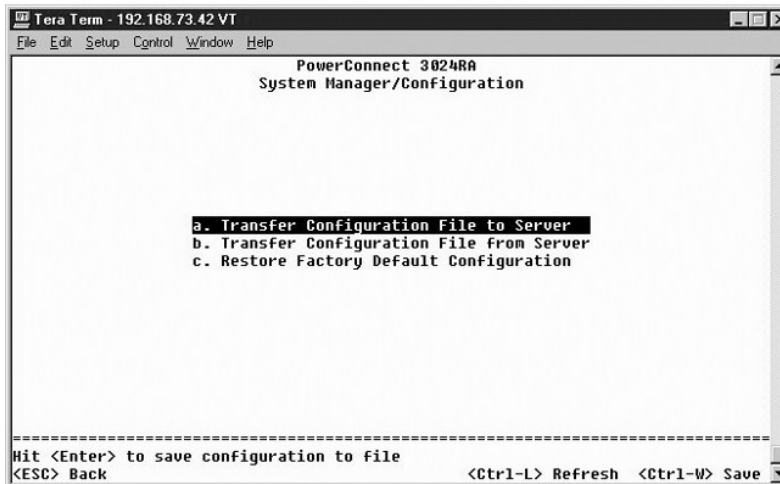 Tera Term - 192.168.73.42 VT
File Edit Setup Control Window Help
PowerConnect 3024RA
System Manager/Configuration
a. Transfer Configuration File to Server
b. Transfer Configuration File from Server
c. Restore Factory Default Configuration
================================================================================
Hit <Enter> to save configuration to file
<ESC> Back <Ctrl-L> Refresh <Ctrl-W> Save